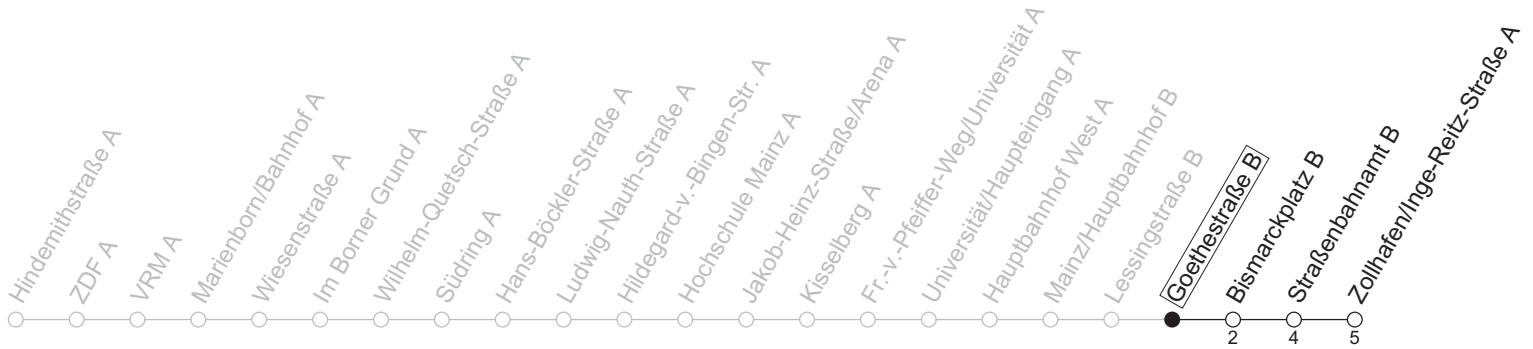 Hindemithstraße A
ZDF A
VRM A
Marienborn/Bahnhof A
Wiesenstraße A
Im Borner Grund A
Wilhelm-Quetsch-Straße A
Südring A
Hans-Böckler-Straße A
Ludwig-Nauth-Straße A
Hildegard-v.-Bingen-Str. A
Hochschule Mainz A
Jakob-Heinz-Straße/Arena A
Kisselberg A
Fr.-v.-Pfeiffer-Weg/Universität A
Universität/Haupteingang A
Hauptbahnhof West A
Mainz/Hauptbahnhof B
Lessingstraße B
Goethestraße B
Bismarckplatz B
Straßenbahnamt B
Zollhafen/Inge-Reitz-Straße A
2
4
5